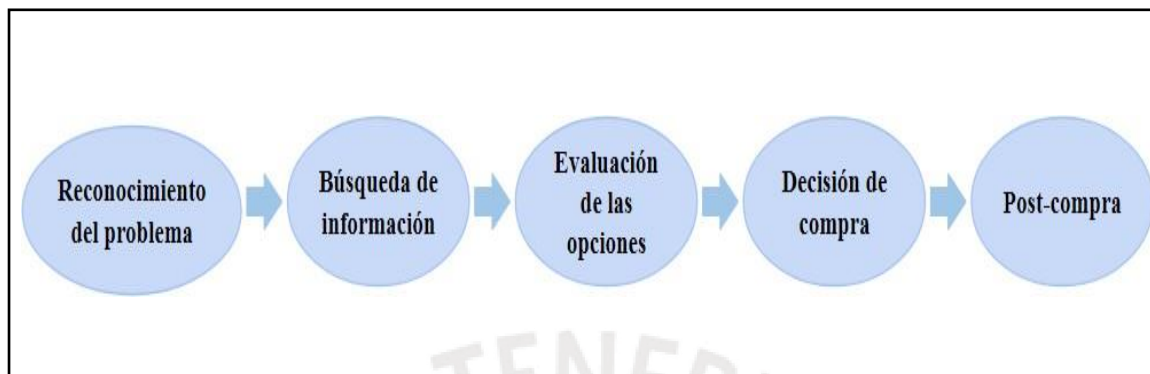 Reconocimiento
del problema
Búsqueda de
información
Evaluación
de las
opciones
Decisión de
compra
Post-compra